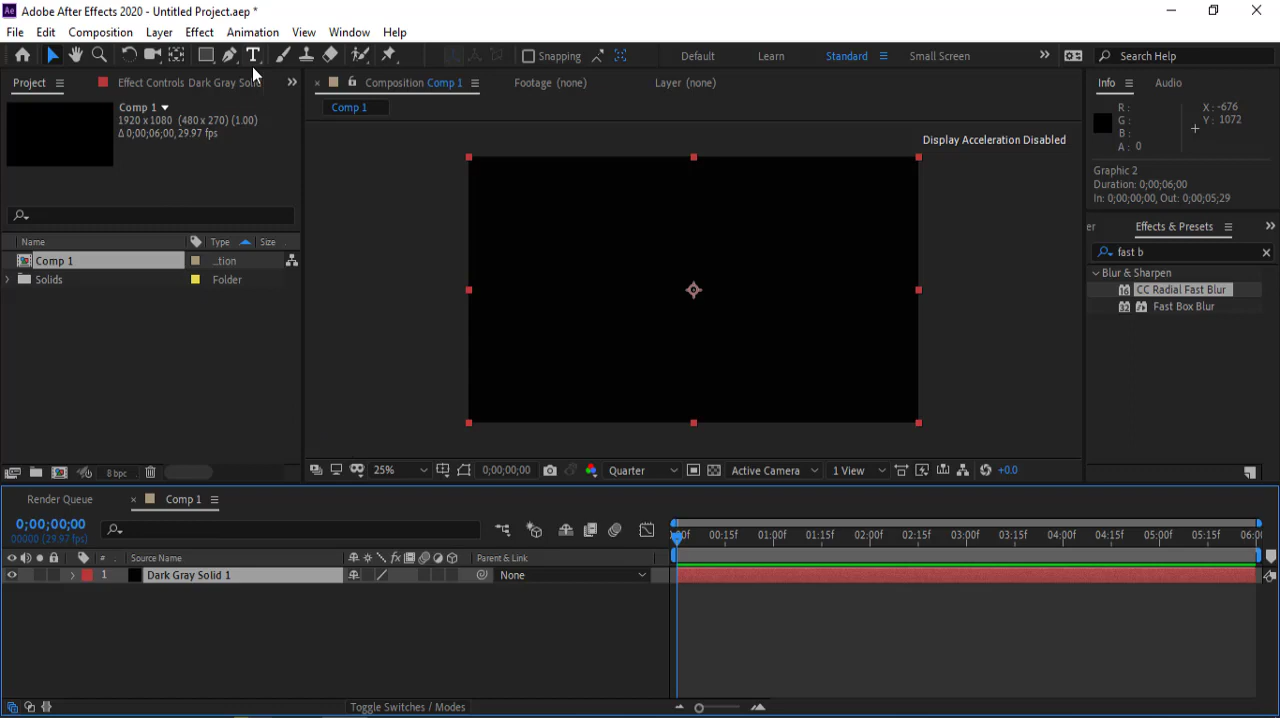 Adobe After Effects 2020 - Untitled Project.aep *
File Edit Composition Layer Effect Animation View Window Help
Snapping Default Learn Standard Small Screen Search Help
Project Effect Controls Dark Gray Soli Composition Comp 1 Footage (none) Layer (none) Info Audio
Comp 1
1920 x 1080 (480 x 270) (1.00)
Δ 0;00;06;00, 29.97 fps
Comp 1
Display Acceleration Disabled
R :
G :
B :
A : 0
X : -676
Y : 1072
Graphic 2
Duration: 0;00;06;00
In: 0;00;00;00, Out: 0;00;05;29
er Effects & Presets
fast b
Name Type Size
Comp 1 ...tion
Solids Folder
Blur & Sharpen
16 CC Radial Fast Blur
32 Fast Box Blur
8 bpc
25% 0;00;00;00 Quarter Active Camera 1 View +0.0
Render Queue Comp 1
0;00;00;00
00000 (29.97 fps)
:00f 00:15f 01:00f 01:15f 02:00f 02:15f 03:00f 03:15f 04:00f 04:15f 05:00f 05:15f 06:0
# Source Name fx Parent & Link
1 Dark Gray Solid 1 None
Toggle Switches / Modes